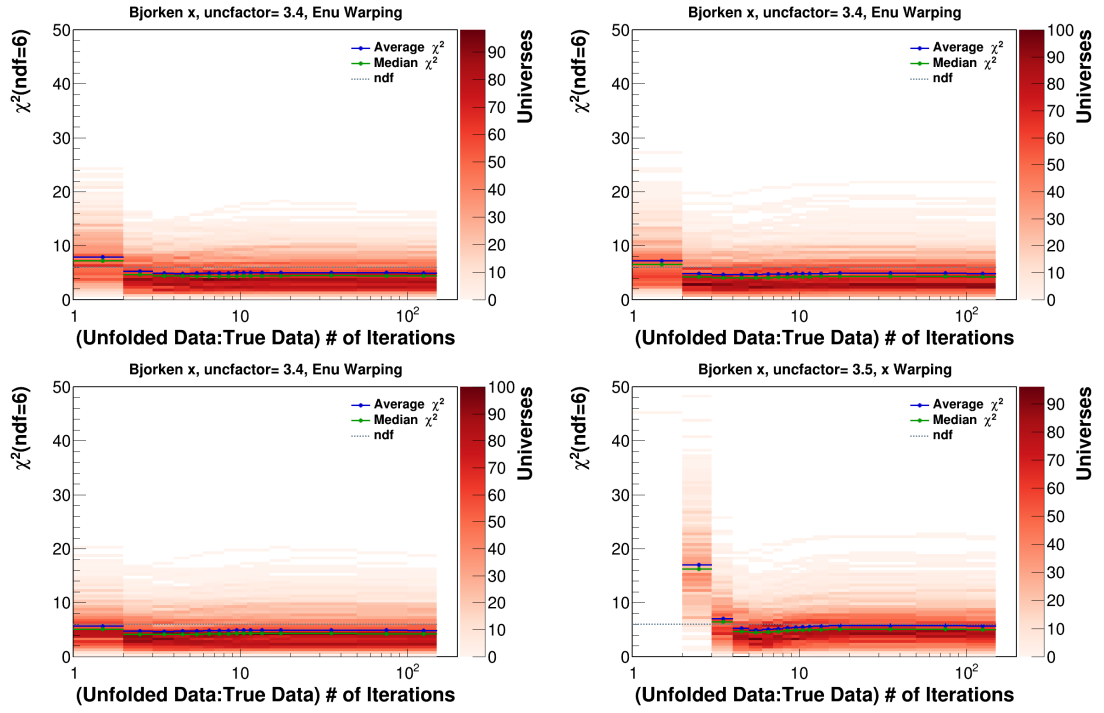 Bjorken x, uncfactor= 3.4, Enu Warping
χ²(ndf=6)
50
40
30
20
10
0
Average χ²
Median χ²
ndf
90
80
70
60
50
40
30
20
10
0
Universes
1 10 10²
(Unfolded Data:True Data) # of Iterations
Bjorken x, uncfactor= 3.4, Enu Warping
χ²(ndf=6)
50
40
30
20
10
0
Average χ²
Median χ²
ndf
100
90
80
70
60
50
40
30
20
10
0
Universes
1 10 10²
(Unfolded Data:True Data) # of Iterations
Bjorken x, uncfactor= 3.4, Enu Warping
χ²(ndf=6)
50
40
30
20
10
0
Average χ²
Median χ²
ndf
100
90
80
70
60
50
40
30
20
10
0
Universes
1 10 10²
(Unfolded Data:True Data) # of Iterations
Bjorken x, uncfactor= 3.5, x Warping
χ²(ndf=6)
50
40
30
20
10
0
Average χ²
Median χ²
ndf
90
80
70
60
50
40
30
20
10
0
Universes
1 10 10²
(Unfolded Data:True Data) # of Iterations